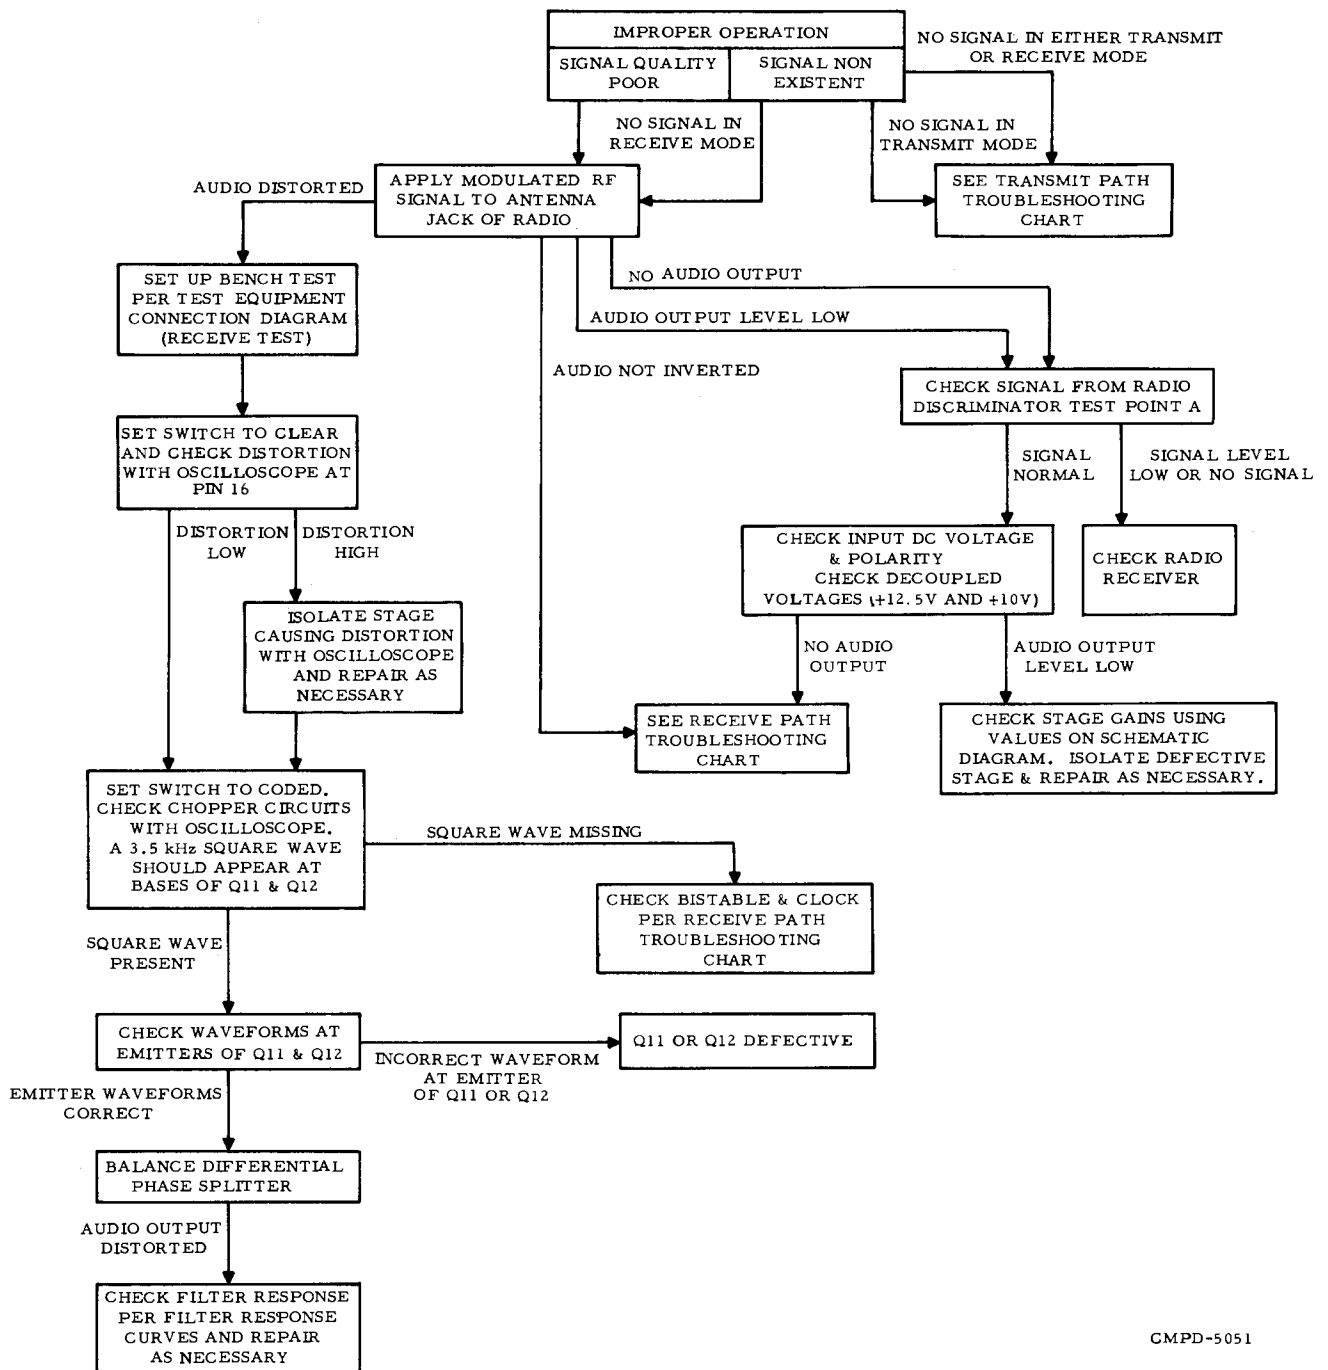 IMPROPER OPERATION
SIGNAL QUALITY
POOR
SIGNAL NON
EXISTENT
NO SIGNAL IN EITHER TRANSMIT
OR RECEIVE MODE
NO SIGNAL IN
RECEIVE MODE
NO SIGNAL IN
TRANSMIT MODE
AUDIO DISTORTED
APPLY MODULATED RF
SIGNAL TO ANTENNA
JACK OF RADIO
SEE TRANSMIT PATH
TROUBLESHOOTING
CHART
SET UP BENCH TEST
PER TEST EQUIPMENT
CONNECTION DIAGRAM
(RECEIVE TEST)
NO AUDIO OUTPUT
AUDIO OUTPUT LEVEL LOW
AUDIO NOT INVERTED
CHECK SIGNAL FROM RADIO
DISCRIMINATOR TEST POINT A
SET SWITCH TO CLEAR
AND CHECK DISTORTION
WITH OSCILLOSCOPE AT
PIN 16
SIGNAL
NORMAL
SIGNAL LEVEL
LOW OR NO SIGNAL
DISTORTION
LOW
DISTORTION
HIGH
CHECK INPUT DC VOLTAGE
& POLARITY
CHECK DECOUPLED
VOLTAGES (+12.5V AND +10V)
CHECK RADIO
RECEIVER
ISOLATE STAGE
CAUSING DISTORTION
WITH OSCILLOSCOPE
AND REPAIR AS
NECESSARY
NO AUDIO
OUTPUT
AUDIO OUTPUT
LEVEL LOW
SEE RECEIVE PATH
TROUBLESHOOTING
CHART
CHECK STAGE GAINS USING
VALUES ON SCHEMATIC
DIAGRAM. ISOLATE DEFECTIVE
STAGE & REPAIR AS NECESSARY.
SET SWITCH TO CODED.
CHECK CHOPPER CIRCUITS
WITH OSCILLOSCOPE.
A 3.5 kHz SQUARE WAVE
SHOULD APPEAR AT
BASES OF Q11 & Q12
SQUARE WAVE MISSING
CHECK BISTABLE & CLOCK
PER RECEIVE PATH
TROUBLESHOOTING
CHART
SQUARE WAVE
PRESENT
CHECK WAVEFORMS AT
EMITTERS OF Q11 & Q12
Q11 OR Q12 DEFECTIVE
INCORRECT WAVEFORM
AT EMITTER
OF Q11 OR Q12
EMITTER WAVEFORMS
CORRECT
BALANCE DIFFERENTIAL
PHASE SPLITTER
AUDIO OUTPUT
DISTORTED
CHECK FILTER RESPONSE
PER FILTER RESPONSE
CURVES AND REPAIR
AS NECESSARY
CMPD-5051